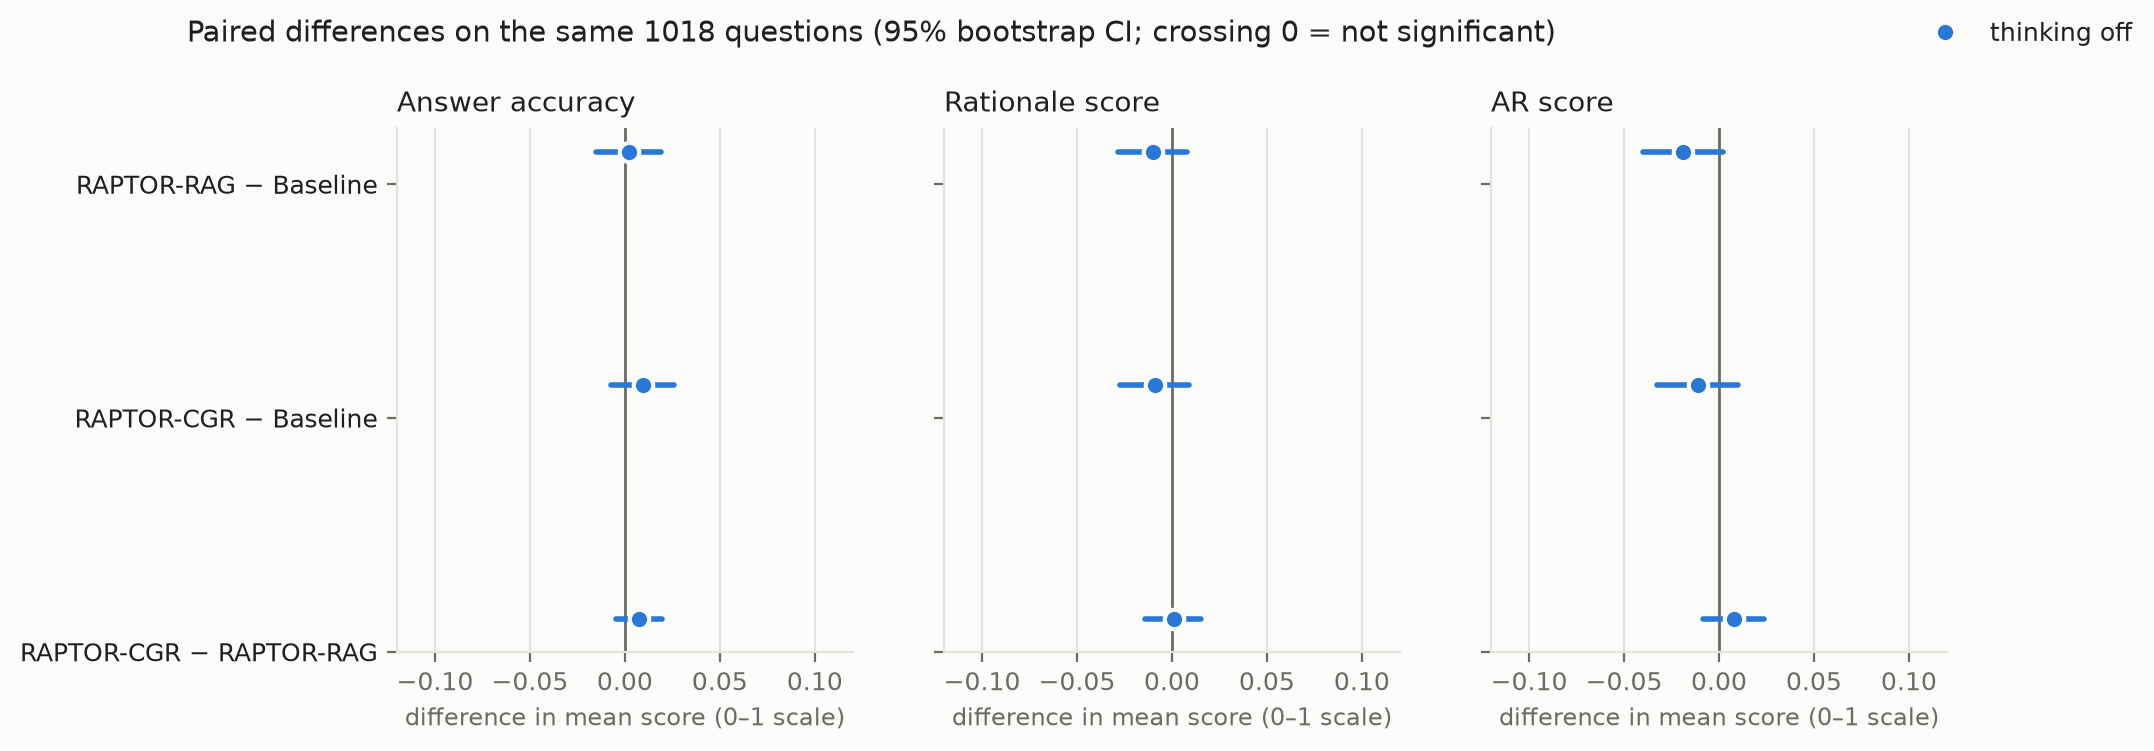 Paired differences on the same 1018 questions (95% bootstrap CI; crossing 0 = not significant)
thinking off
Answer accuracy
Rationale score
AR score
RAPTOR-RAG − Baseline
RAPTOR-CGR − Baseline
RAPTOR-CGR − RAPTOR-RAG
−0.10 −0.05 0.00 0.05 0.10
−0.10 −0.05 0.00 0.05 0.10
−0.10 −0.05 0.00 0.05 0.10
difference in mean score (0–1 scale)
difference in mean score (0–1 scale)
difference in mean score (0–1 scale)